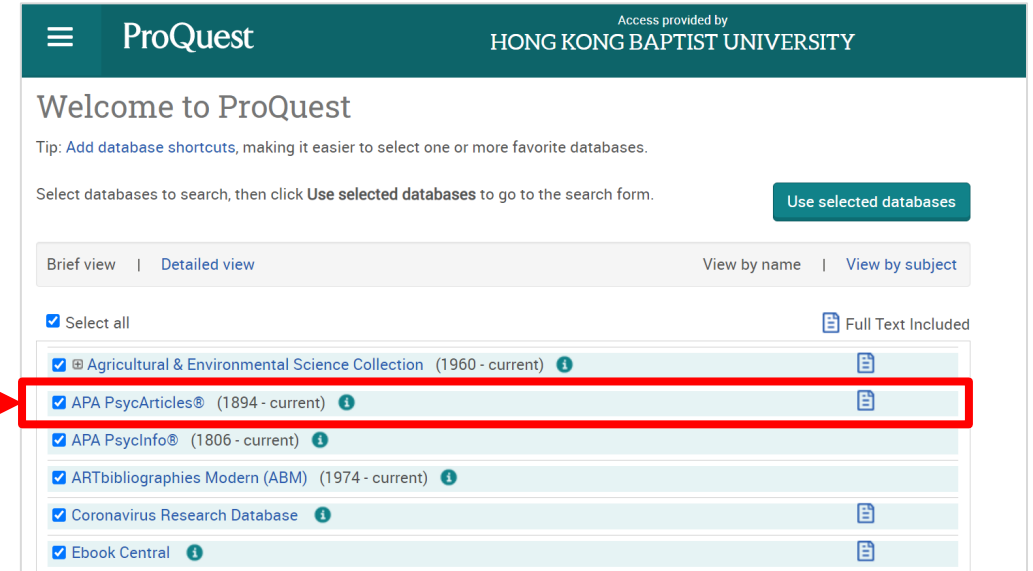 ProQuest
Access provided by
HONG KONG BAPTIST UNIVERSITY
Welcome to ProQuest
Tip: Add database shortcuts, making it easier to select one or more favorite databases.
Select databases to search, then click Use selected databases to go to the search form.
Use selected databases
Brief view | Detailed view
View by name | View by subject
Select all
Full Text Included
Agricultural & Environmental Science Collection (1960 - current)
APA PsycArticles® (1894 - current)
APA PsycInfo® (1806 - current)
ARTbibliographies Modern (ABM) (1974 - current)
Coronavirus Research Database
Ebook Central